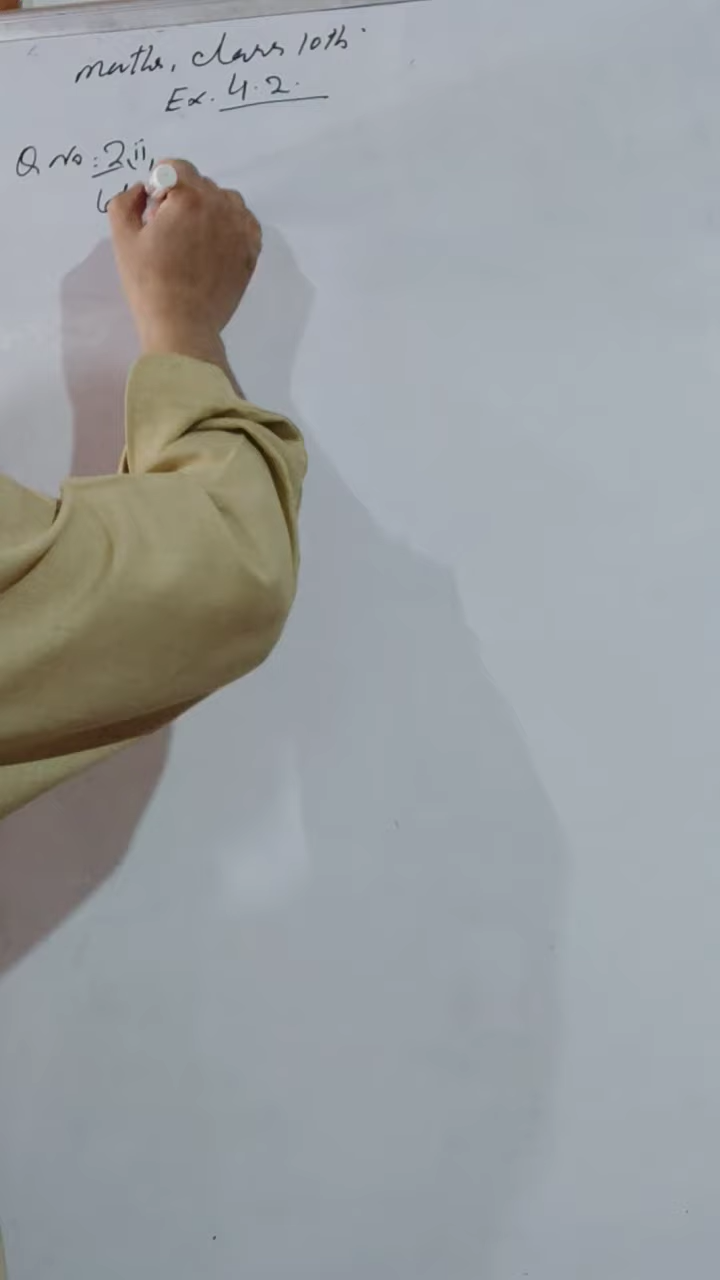 maths, class 10th.
Ex. 4.2.
Q No: 2,ii,